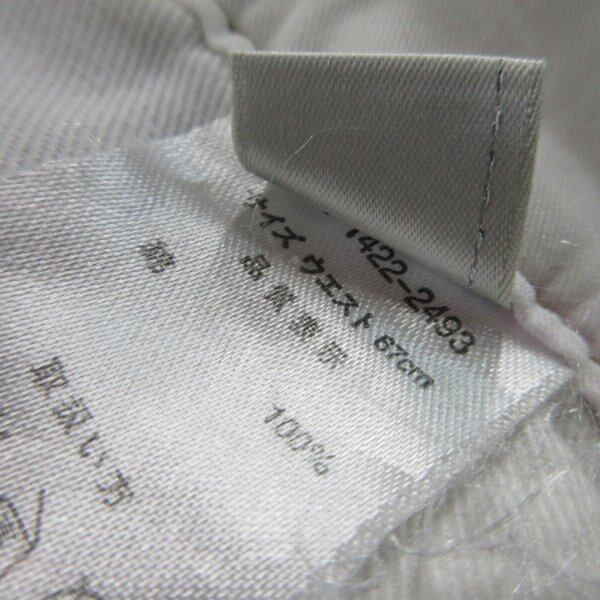 1422-2493
サイズ ウエスト 67cm
品質表示
綿 100%
取扱い方